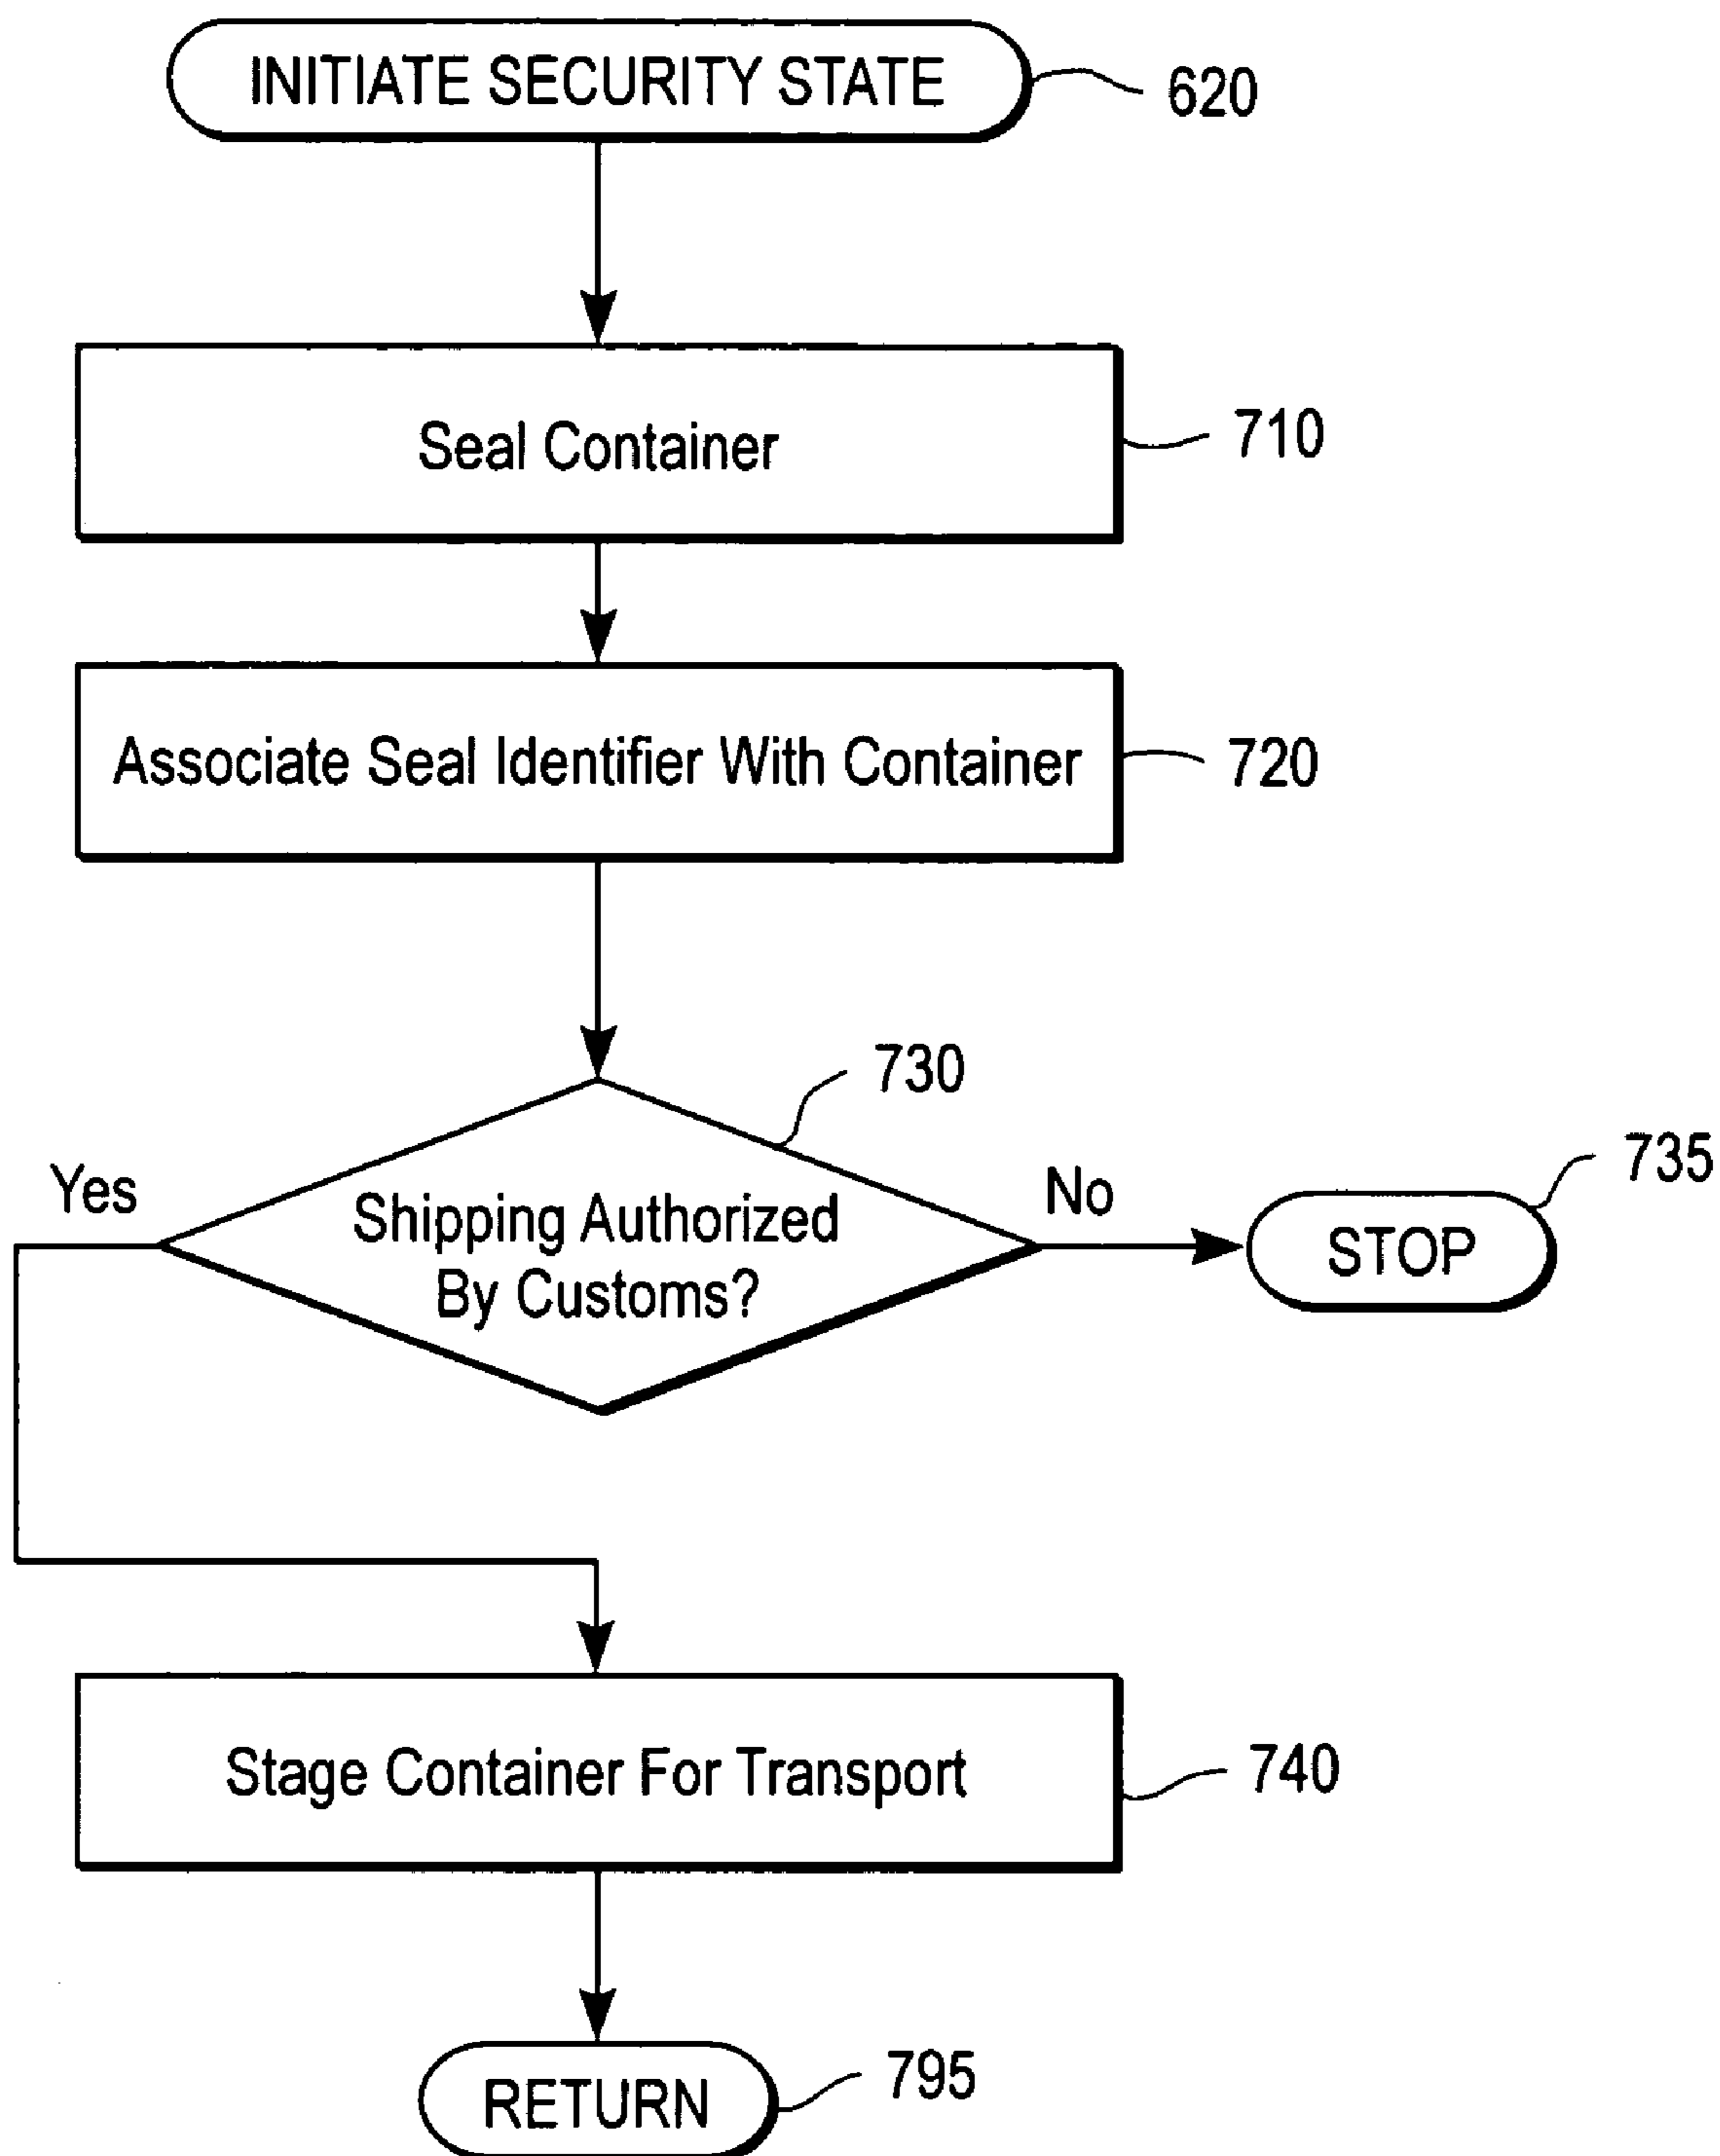 INITIATE SECURITY STATE
620
Seal Container
710
Associate Seal Identifier With Container
720
730
Yes
Shipping Authorized
By Customs?
No
735
STOP
Stage Container For Transport
740
RETURN
795